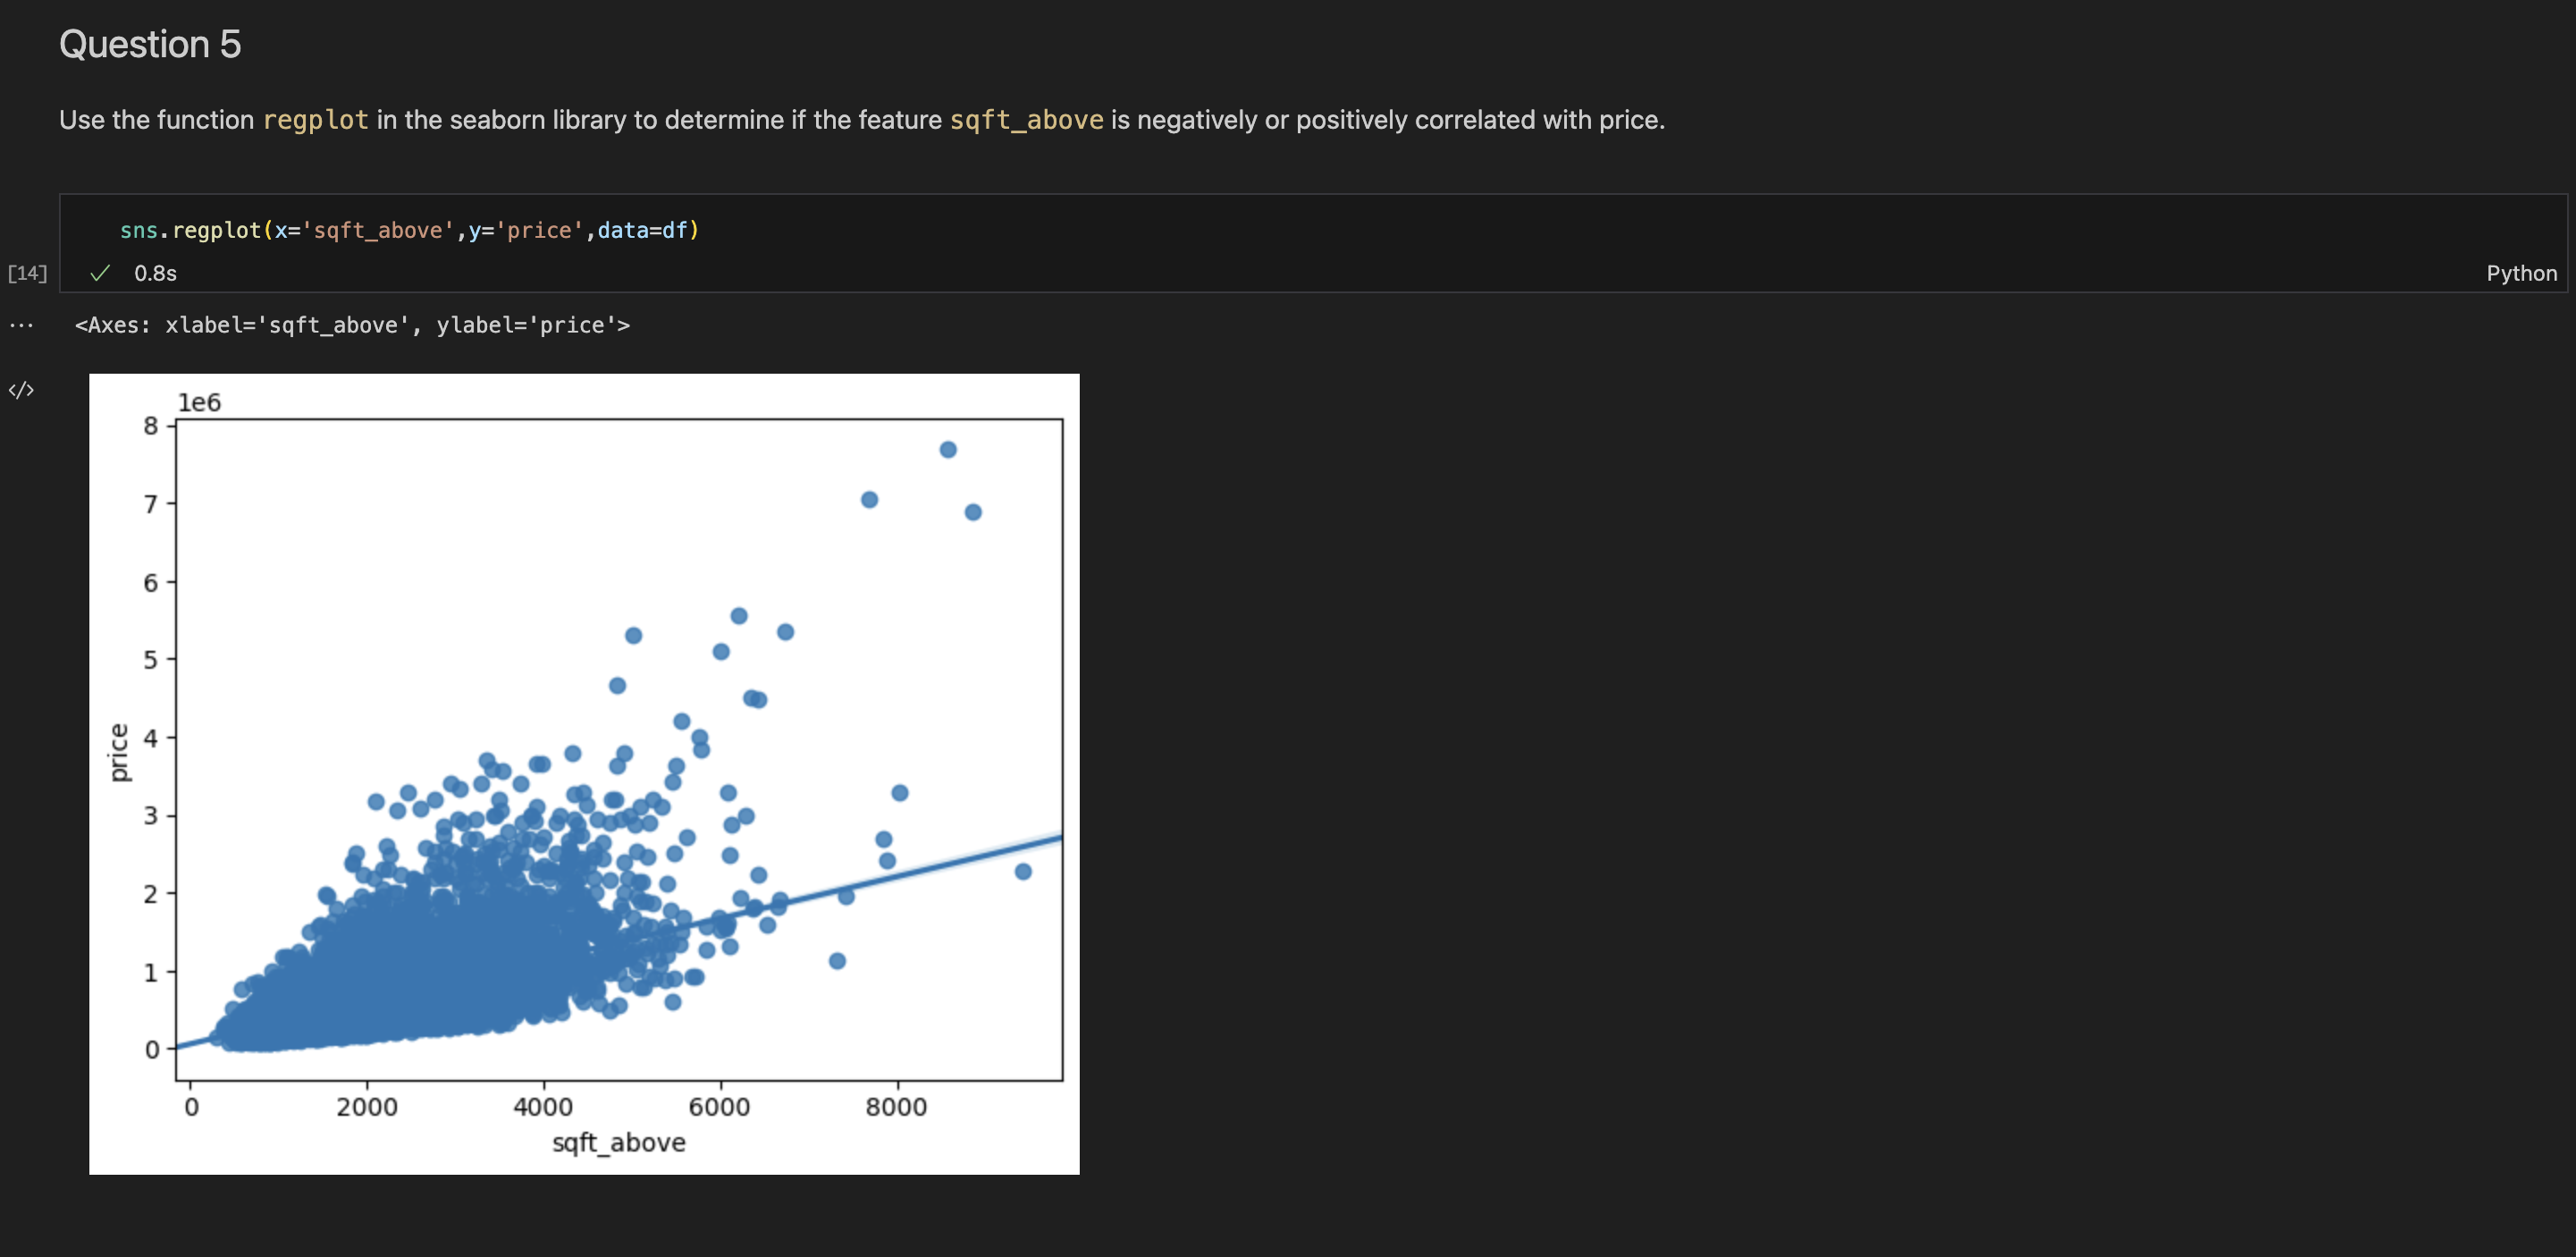 Question 5
Use the function regplot in the seaborn library to determine if the feature sqft_above is negatively or positively correlated with price.
sns.regplot(x='sqft_above',y='price',data=df)
[14]
0.8s
Python
...
<Axes: xlabel='sqft_above', ylabel='price'>
</>
1e6
8
7
6
5
4
3
2
1
0
price
0 2000 4000 6000 8000
sqft_above